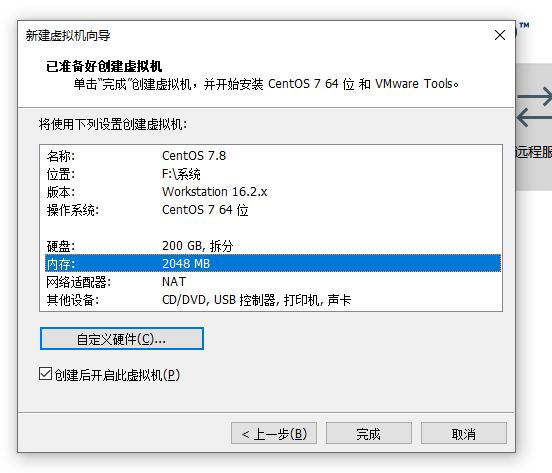 新建虚拟机向导
已准备好创建虚拟机
单击“完成”创建虚拟机，并开始安装 CentOS 7 64 位 和 VMware Tools。
将使用下列设置创建虚拟机:
名称: CentOS 7.8
位置: F:\系统
版本: Workstation 16.2.x
操作系统: CentOS 7 64 位
硬盘: 200 GB, 拆分
内存: 2048 MB
网络适配器: NAT
其他设备: CD/DVD, USB 控制器, 打印机, 声卡
自定义硬件(C)...
创建后开启此虚拟机(P)
< 上一步(B) 完成 取消
TM
远程服